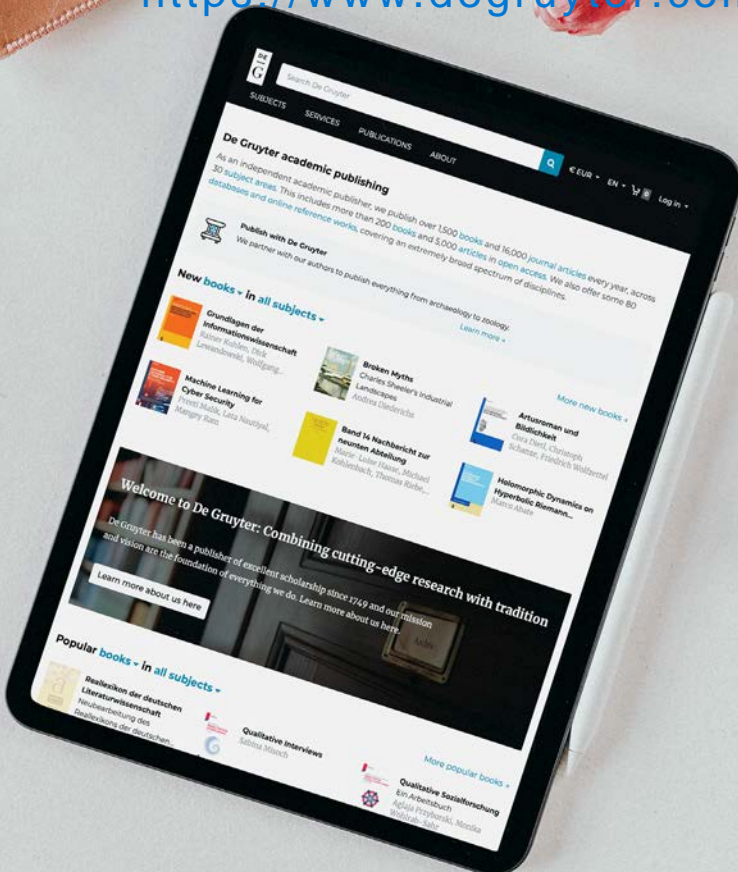 https://www.degruyter.com
DE
G
Search De Gruyter
SUBJECTS
SERVICES
PUBLICATIONS
ABOUT
€ EUR
EN
0
Log in
De Gruyter academic publishing
As an independent academic publisher, we publish over 1,500 books and 16,000 journal articles every year, across
30 subject areas. This includes more than 200 books and 5,000 articles in open access. We also offer some 80
databases and online reference works, covering an extremely broad spectrum of disciplines.
Publish with De Gruyter
We partner with our authors to publish everything from archaeology to zoology.
Learn more »
New books in all subjects
Grundlagen der
Informationswissenschaft
Rainer Kuhlen, Dirk
Lewandowski, Wolfgang...
Broken Myths
Charles Sheeler's Industrial
Landscapes
Andrea Diederichs
More new books »
Artusroman und
Bildlichkeit
Cora Dietl, Christoph
Schanze, Friedrich Wolfzettel
Machine Learning for
Cyber Security
Preeti Malik, Lata Nautiyal,
Mangey Ram
Band 14 Nachbericht zur
neunten Abteilung
Marie-Luise Haase, Michael
Kohlenbach, Thomas Riebe,...
Holomorphic Dynamics on
Hyperbolic Riemann...
Marco Abate
Welcome to De Gruyter: Combining cutting-edge research with tradition
De Gruyter has been a publisher of excellent scholarship since 1749 and our mission
and vision are the foundation of everything we do. Learn more about us here.
Learn more about us here
Archiv
Popular books in all subjects
Reallexikon der deutschen
Literaturwissenschaft
Neubearbeitung des
Reallexikons der deutschen...
Qualitative Interviews
Sabina Misoch
More popular books »
Qualitative Sozialforschung
Ein Arbeitsbuch
Aglaja Przyborski, Monika
Wohlrab-Sahr